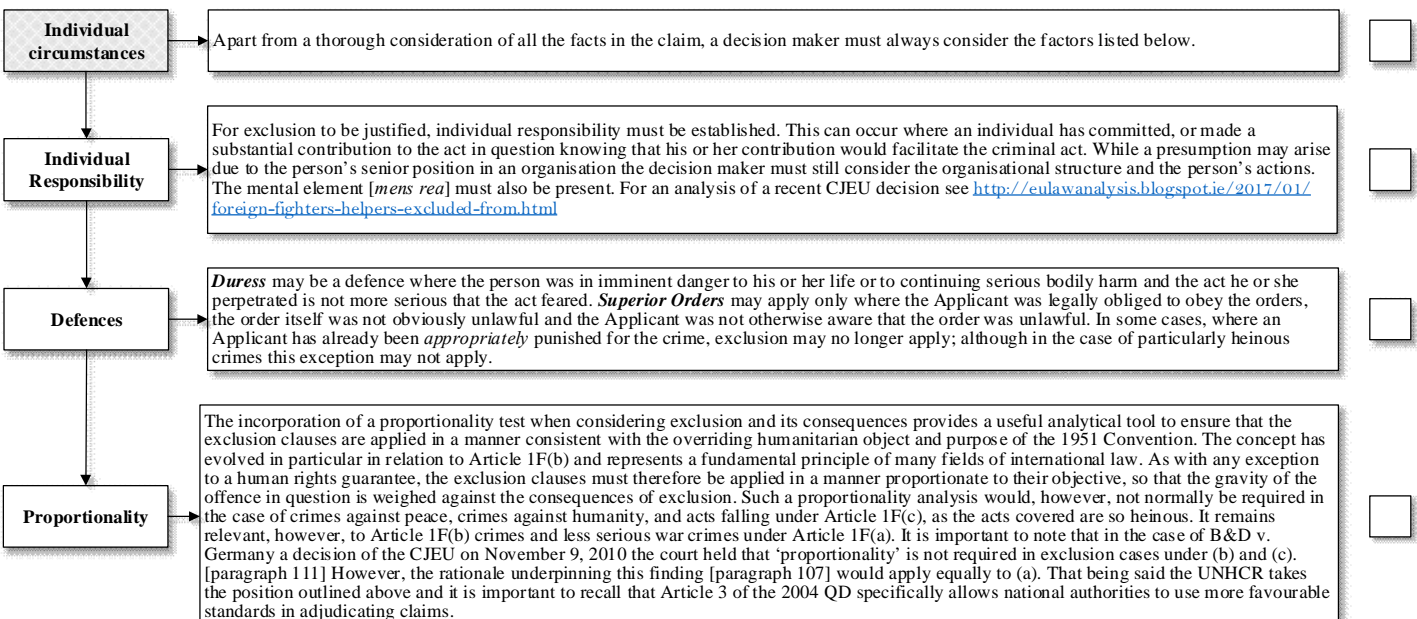 Individual
circumstances
Apart from a thorough consideration of all the facts in the claim, a decision maker must always consider the factors listed below.
Individual
Responsibility
For exclusion to be justified, individual responsibility must be established. This can occur where an individual has committed, or made a
substantial contribution to the act in question knowing that his or her contribution would facilitate the criminal act. While a presumption may arise
due to the person's senior position in an organisation the decision maker must still consider the organisational structure and the person's actions.
The mental element [mens rea] must also be present. For an analysis of a recent CJEU decision see http://eulawanalysis.blogspot.ie/2017/01/
foreign-fighters-helpers-excluded-from.html
Defences
Duress may be a defence where the person was in imminent danger to his or her life or to continuing serious bodily harm and the act he or she
perpetrated is not more serious that the act feared. Superior Orders may apply only where the Applicant was legally obliged to obey the orders,
the order itself was not obviously unlawful and the Applicant was not otherwise aware that the order was unlawful. In some cases, where an
Applicant has already been appropriately punished for the crime, exclusion may no longer apply; although in the case of particularly heinous
crimes this exception may not apply.
Proportionality
The incorporation of a proportionality test when considering exclusion and its consequences provides a useful analytical tool to ensure that the
exclusion clauses are applied in a manner consistent with the overriding humanitarian object and purpose of the 1951 Convention. The concept has
evolved in particular in relation to Article 1F(b) and represents a fundamental principle of many fields of international law. As with any exception
to a human rights guarantee, the exclusion clauses must therefore be applied in a manner proportionate to their objective, so that the gravity of the
offence in question is weighed against the consequences of exclusion. Such a proportionality analysis would, however, not normally be required in
the case of crimes against peace, crimes against humanity, and acts falling under Article 1F(c), as the acts covered are so heinous. It remains
relevant, however, to Article 1F(b) crimes and less serious war crimes under Article 1F(a). It is important to note that in the case of B&D v.
Germany a decision of the CJEU on November 9, 2010 the court held that 'proportionality' is not required in exclusion cases under (b) and (c).
[paragraph 111] However, the rationale underpinning this finding [paragraph 107] would apply equally to (a). That being said the UNHCR takes
the position outlined above and it is important to recall that Article 3 of the 2004 QD specifically allows national authorities to use more favourable
standards in adjudicating claims.